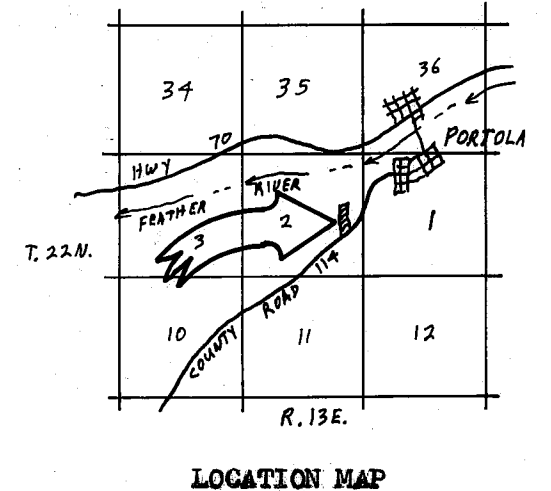 34
35
36
HWY
70
PORTOLA
FEATHER
RIVER
T. 22N.
3
2
1
10
11
12
COUNTY ROAD 114
R. 13E.
LOCATION MAP